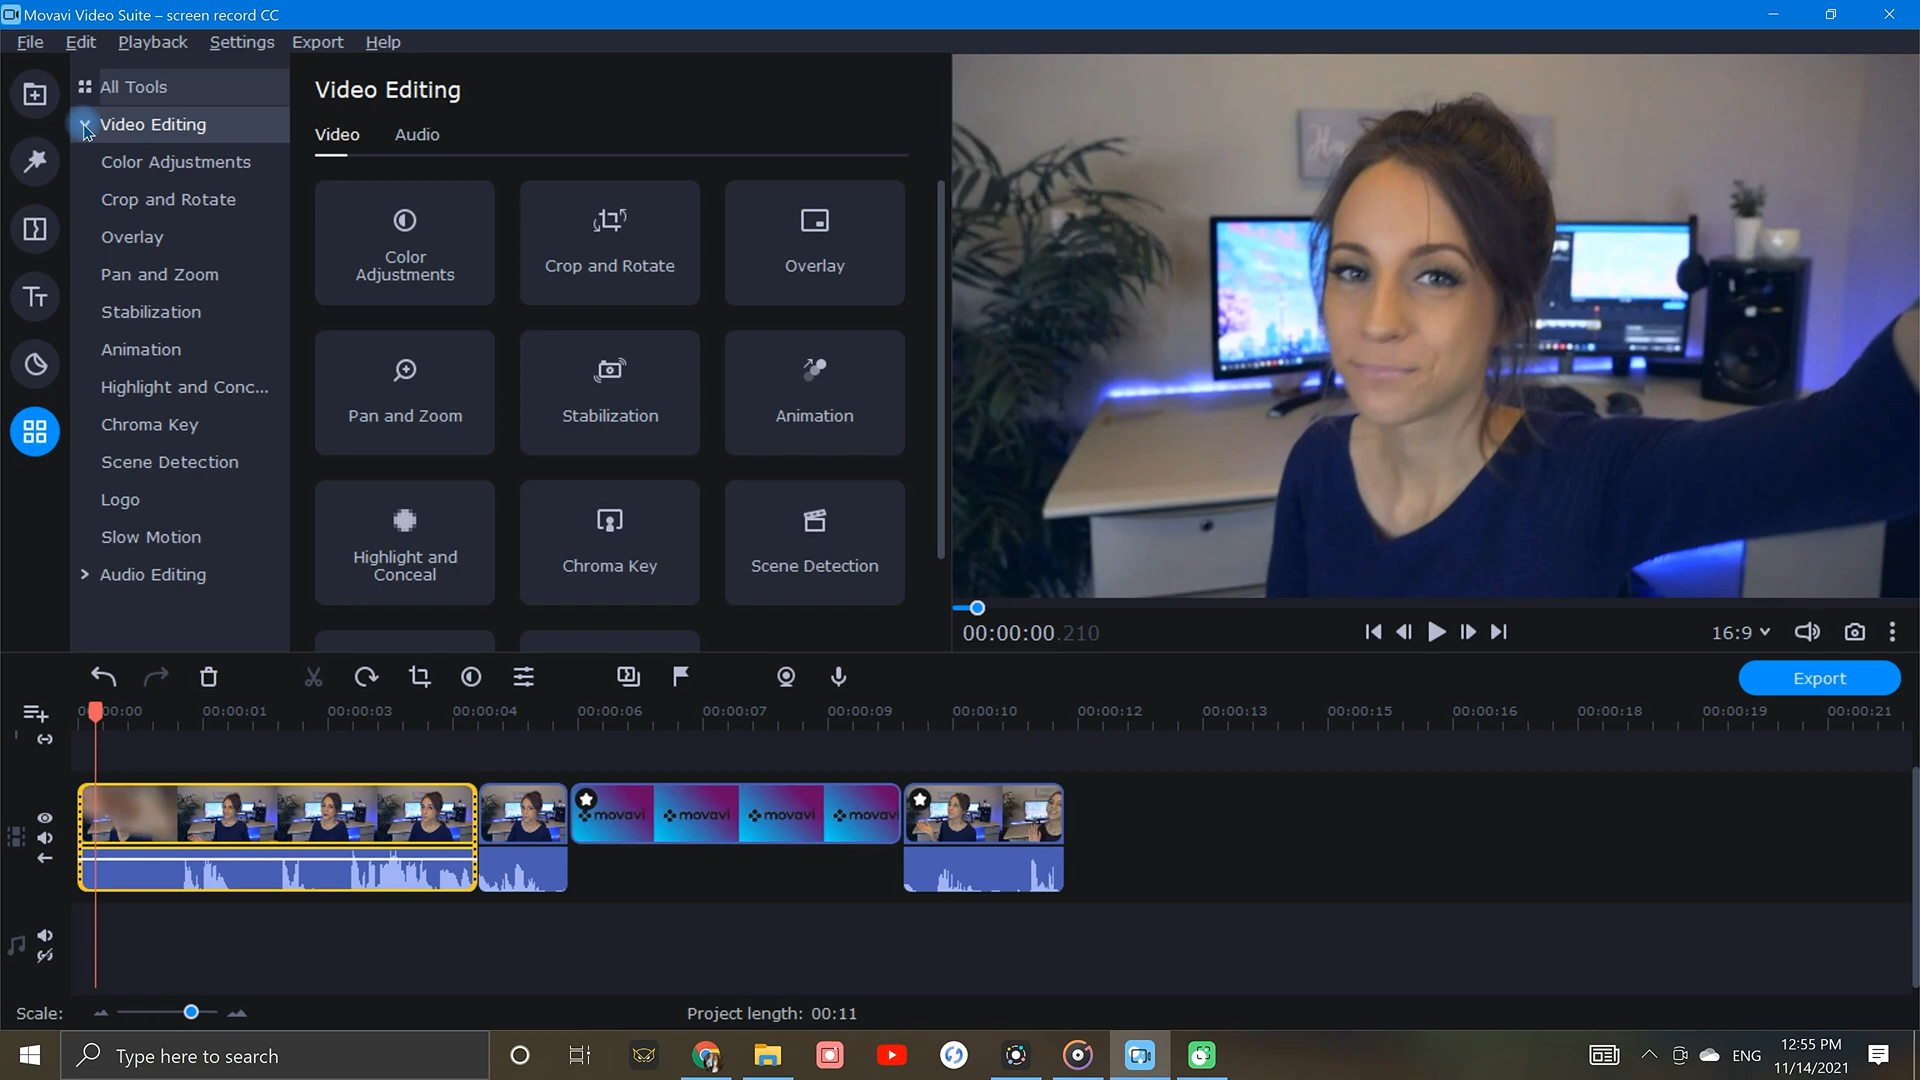 Movavi Video Suite – screen record CC
File Edit Playback Settings Export Help
All Tools
Video Editing
Color Adjustments
Crop and Rotate
Overlay
Pan and Zoom
Stabilization
Animation
Highlight and Conc...
Chroma Key
Scene Detection
Logo
Slow Motion
Audio Editing
Video Editing
Video Audio
Color
Adjustments
Crop and Rotate
Overlay
Pan and Zoom
Stabilization
Animation
Highlight and
Conceal
Chroma Key
Scene Detection
00:00:00.210
16:9
Export
00:00:01 00:00:03 00:00:04 00:00:06 00:00:07 00:00:09 00:00:10 00:00:12 00:00:13 00:00:15 00:00:16 00:00:18 00:00:19 00:00:21
movavi movavi movavi movavi
Scale:
Project length: 00:11
Type here to search
ENG
12:55 PM
11/14/2021